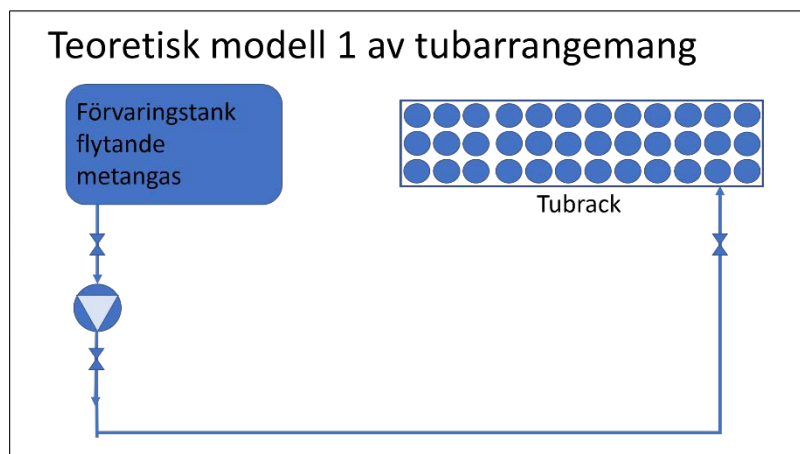 Teoretisk modell 1 av tubarrangemang
Förvaringstank
flytande
metangas
Tubrack